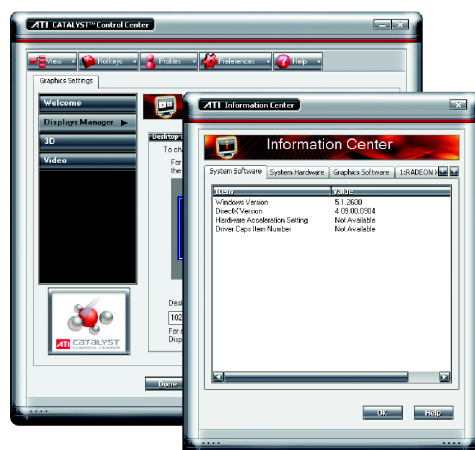 ATI CATALYST™ Control Center
View
Hotkeys
Profiles
Preferences
Help
Graphics Settings
Welcome
Displays Manager
3D
Video
Desktop
To ch
For
the
Desk
102
For
Disp
ATI CATALYST
CONTROL CENTER
Done
ATI Information Center
Information Center
System Software
System Hardware
Graphics Software
1:RADEON
Item
Value
Windows Version 5.1.2600
DirectX Version 4.09.00.0904
Hardware Acceleration Setting Not Available
Driver Caps Item Number Not Available
OK
Help